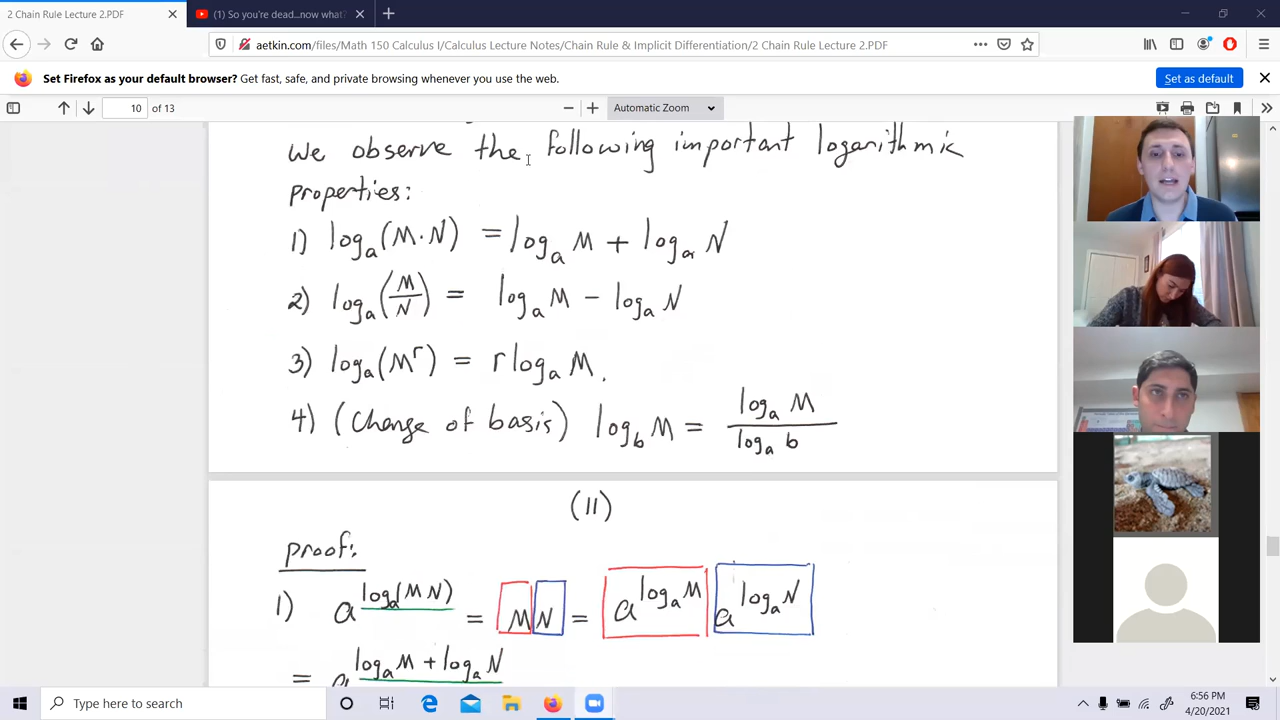 2 Chain Rule Lecture 2.PDF
(1) So you're dead...now what?
aetkin.com/files/Math 150 Calculus I/Calculus Lecture Notes/Chain Rule & Implicit Differentiation/2 Chain Rule Lecture 2.PDF
Set Firefox as your default browser? Get fast, safe, and private browsing whenever you use the web.
Set as default
10 of 13
Automatic Zoom
We observe the following important logarithmic
properties:
1) logₐ(M·N) = logₐ M + logₐ N
2) logₐ(M/N) = logₐ M − logₐ N
3) logₐ(Mʳ) = r logₐ M.
4) (Change of basis) log_b M = logₐ M / logₐ b
(11)
proof:
1) a^(logₐ(MN)) = MN = a^(logₐ M) a^(logₐ N)
= a^(logₐ M + logₐ N)
Type here to search
6:56 PM
4/20/2021